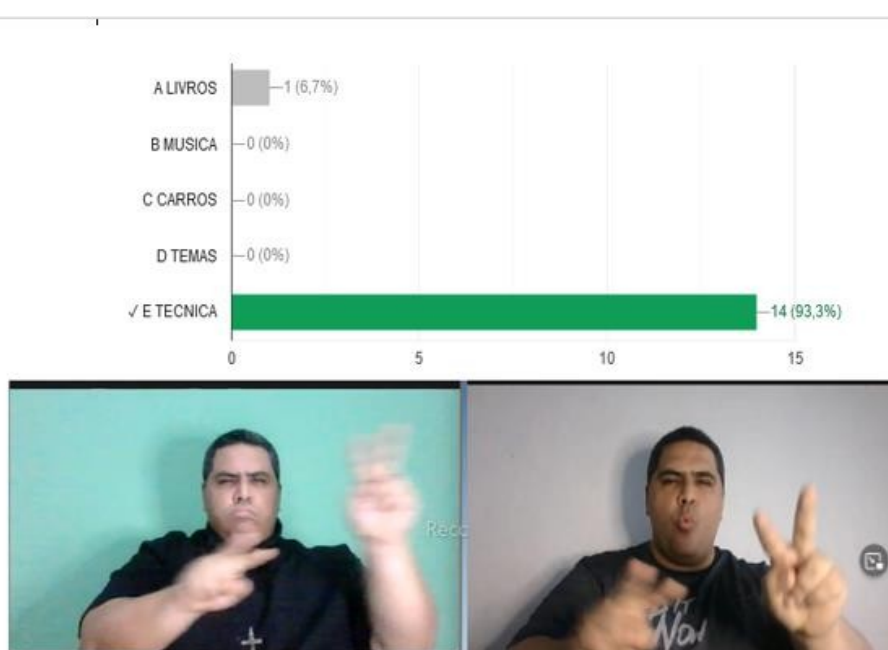 A LIVROS 1 (6,7%)
B MUSICA 0 (0%)
C CARROS 0 (0%)
D TEMAS 0 (0%)
✓ E TECNICA 14 (93,3%)
0 5 10 15
Reco